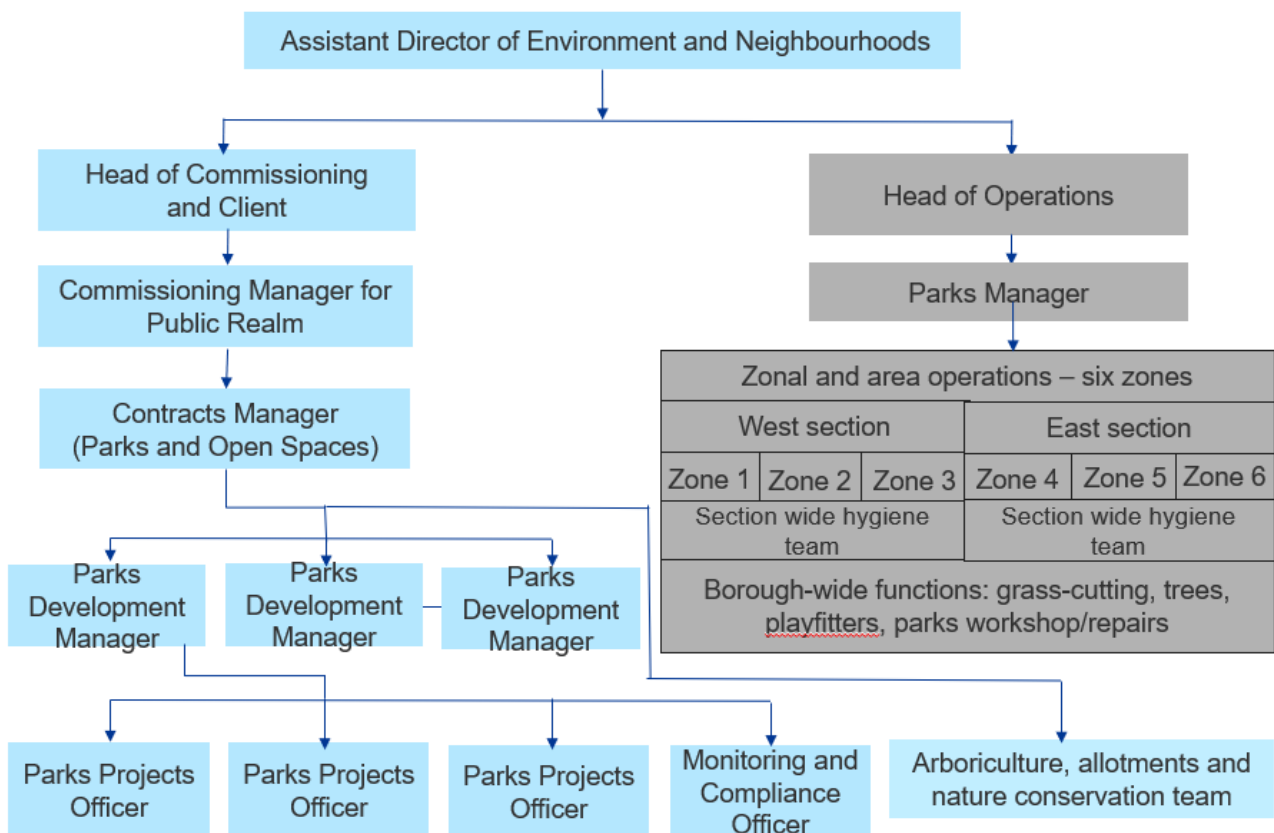 Assistant Director of Environment and Neighbourhoods
Head of Commissioning
and Client
Head of Operations
Commissioning Manager for
Public Realm
Parks Manager
Contracts Manager
(Parks and Open Spaces)
Zonal and area operations – six zones
West section
East section
Zone 1
Zone 2
Zone 3
Zone 4
Zone 5
Zone 6
Section wide hygiene
team
Section wide hygiene
team
Borough-wide functions: grass-cutting, trees,
playfitters, parks workshop/repairs
Parks
Development
Manager
Parks
Development
Manager
Parks
Development
Manager
Parks Projects
Officer
Parks Projects
Officer
Parks Projects
Officer
Monitoring and
Compliance
Officer
Arboriculture, allotments and
nature conservation team